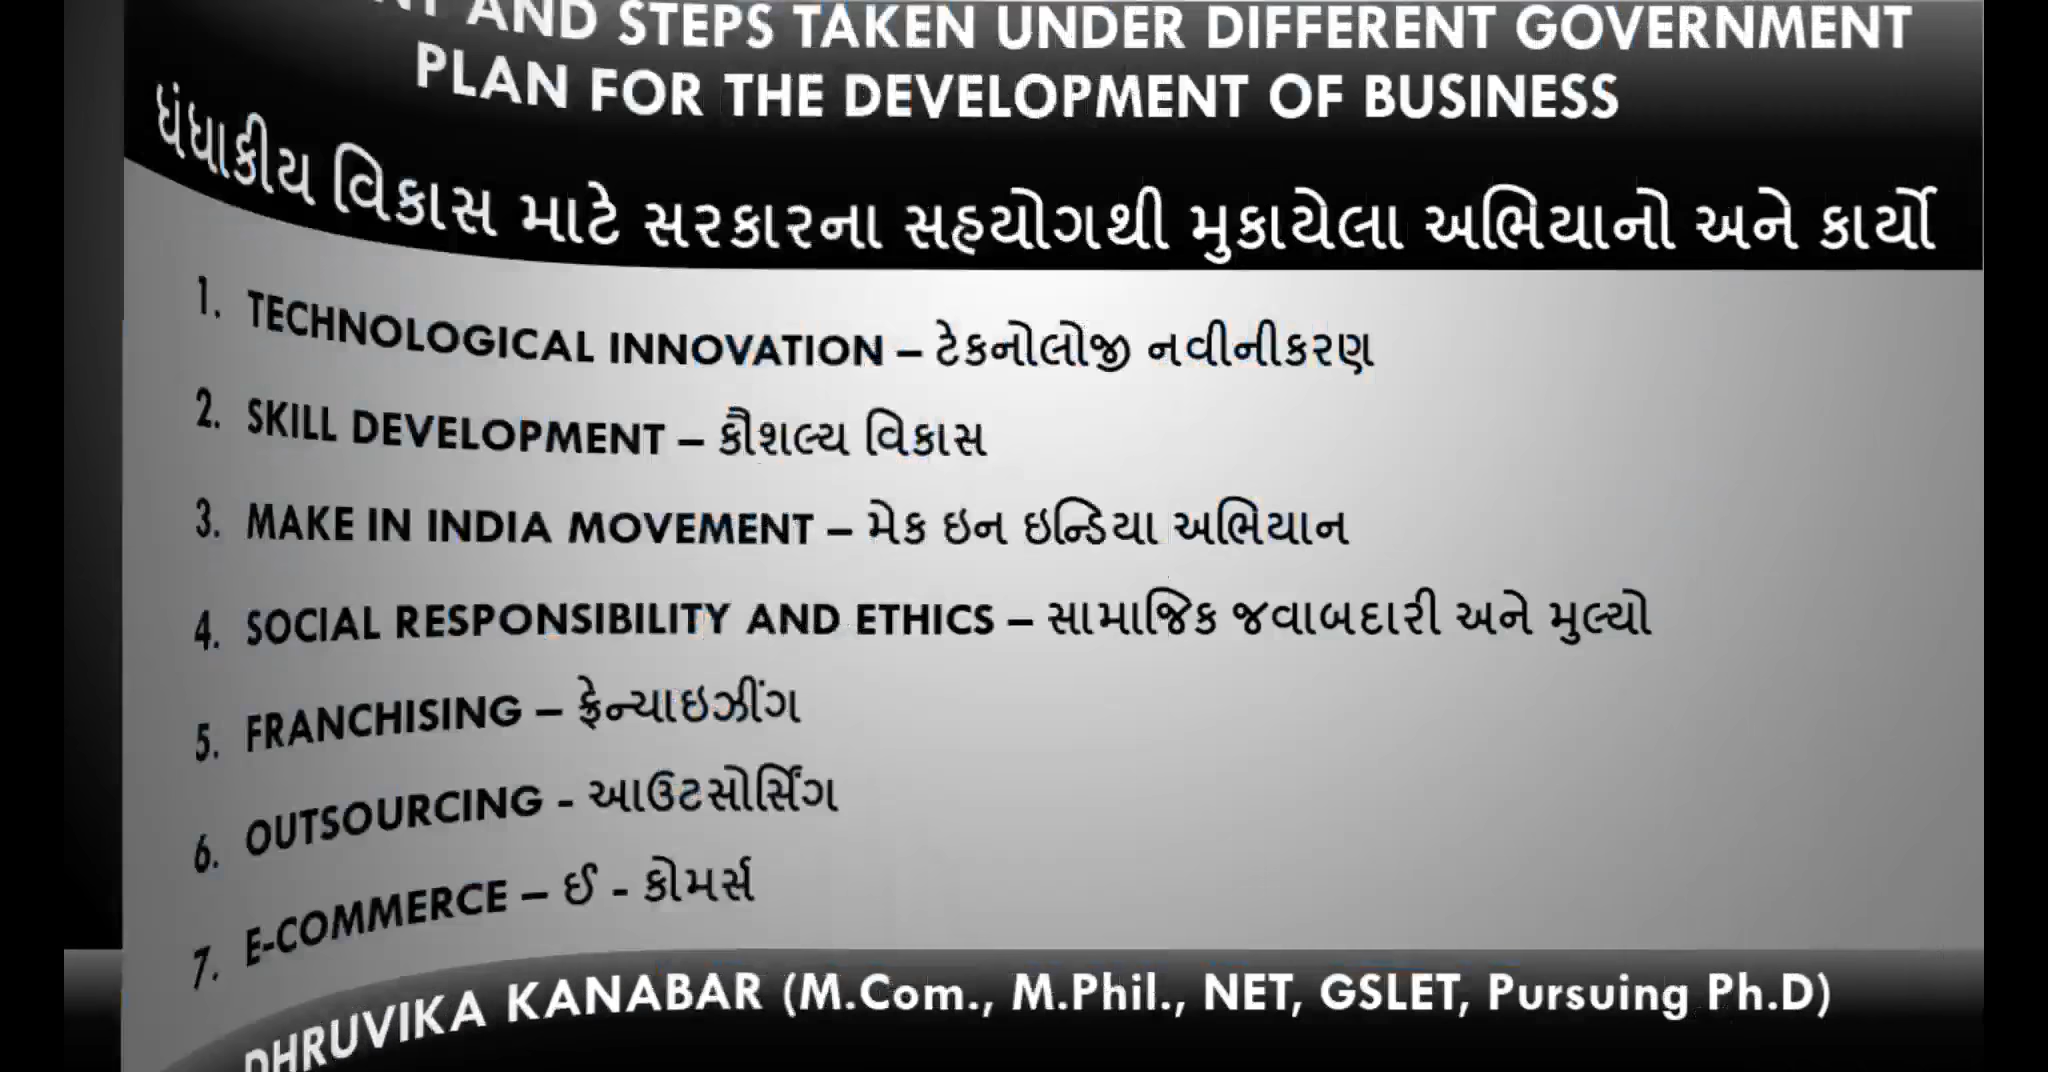 AND STEPS TAKEN UNDER DIFFERENT GOVERNMENT
PLAN FOR THE DEVELOPMENT OF BUSINESS
ધંધાકીય વિકાસ માટે સરકારના સહયોગથી મુકાયેલા અભિયાનો અને કાર્યો
1. TECHNOLOGICAL INNOVATION – ટેકનોલોજી નવીનીકરણ
2. SKILL DEVELOPMENT – કૌશલ્ય વિકાસ
3. MAKE IN INDIA MOVEMENT – મેક ઇન ઇન્ડિયા અભિયાન
4. SOCIAL RESPONSIBILITY AND ETHICS – સામાજિક જવાબદારી અને મુલ્યો
5. FRANCHISING – ફ્રેન્ચાઇઝીંગ
6. OUTSOURCING - આઉટસોર્સિંગ
7. E-COMMERCE – ઈ - કોમર્સ
DHRUVIKA KANABAR (M.Com., M.Phil., NET, GSLET, Pursuing Ph.D)